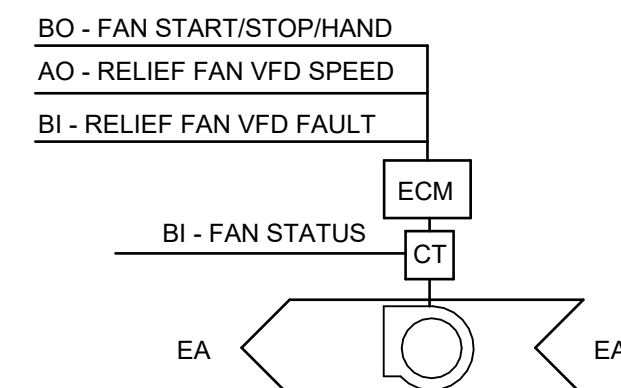 BO - FAN START/STOP/HAND
AO - RELIEF FAN VFD SPEED
BI - RELIEF FAN VFD FAULT
ECM
BI - FAN STATUS
CT
EA
EA